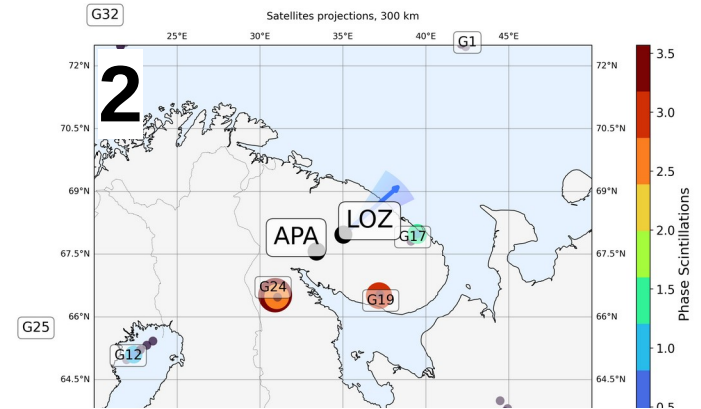 G32
Satellites projections, 300 km
25°E 30°E 35°E 40°E 45°E
G1
72°N 72°N 3.5
2
3.0
70.5°N 70.5°N
2.5
69°N 69°N
LOZ
APA G17
2.0
67.5°N 67.5°N
Phase Scintillations
G24
G19
1.5
66°N 66°N
G25
G12
1.0
64.5°N 64.5°N
0.5